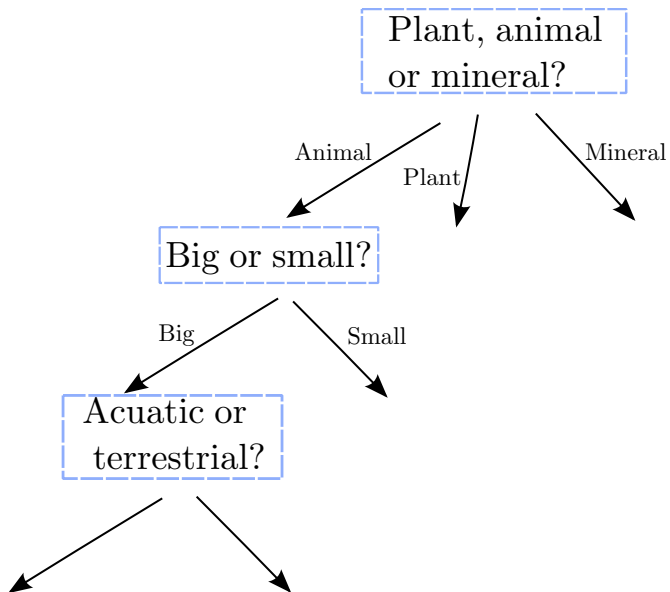 Plant, animal
or mineral?
Animal
Plant
Mineral
Big or small?
Big
Small
Acuatic or
terrestrial?